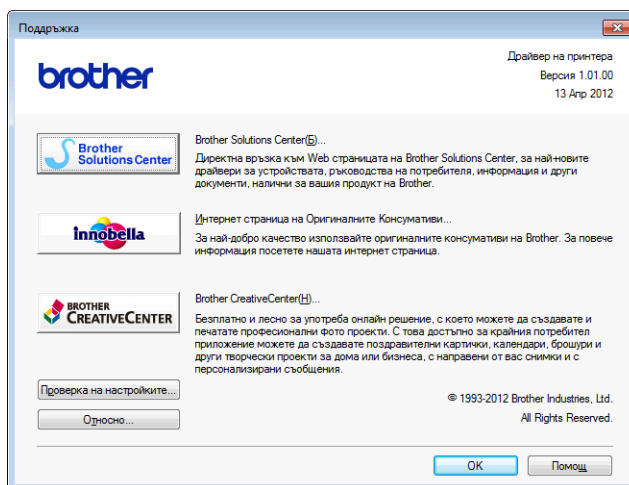 Поддръжка
brother
Драйвер на принтера
Версия 1.01.00
13 Апр 2012
Brother
Solutions Center
Brother Solutions Center(Б)...
Директна връзка към Web страницата на Brother Solutions Center, за най-новите
драйвери за устройствата, ръководства на потребителя, информация и други
документи, налични за вашия продукт на Brother.
innobella
Интернет страница на Оригиналните Консумативи...
За най-добро качество използвайте оригиналните консумативи на Brother. За повече
информация посетете нашата интернет страница.
BROTHER
CREATIVECENTER
Brother CreativeCenter(Н)...
Безплатно и лесно за употреба онлайн решение, с което можете да създавате и
печатате професионални фото проекти. С това достъпно за крайния потребител
приложение можете да създавате поздравителни картички, календари, брошури и
други творчески проекти за дома или бизнеса, с направени от вас снимки и с
персонализирани съобщения.
Проверка на настройките...
Относно...
© 1993-2012 Brother Industries, Ltd.
All Rights Reserved.
OK
Помощ